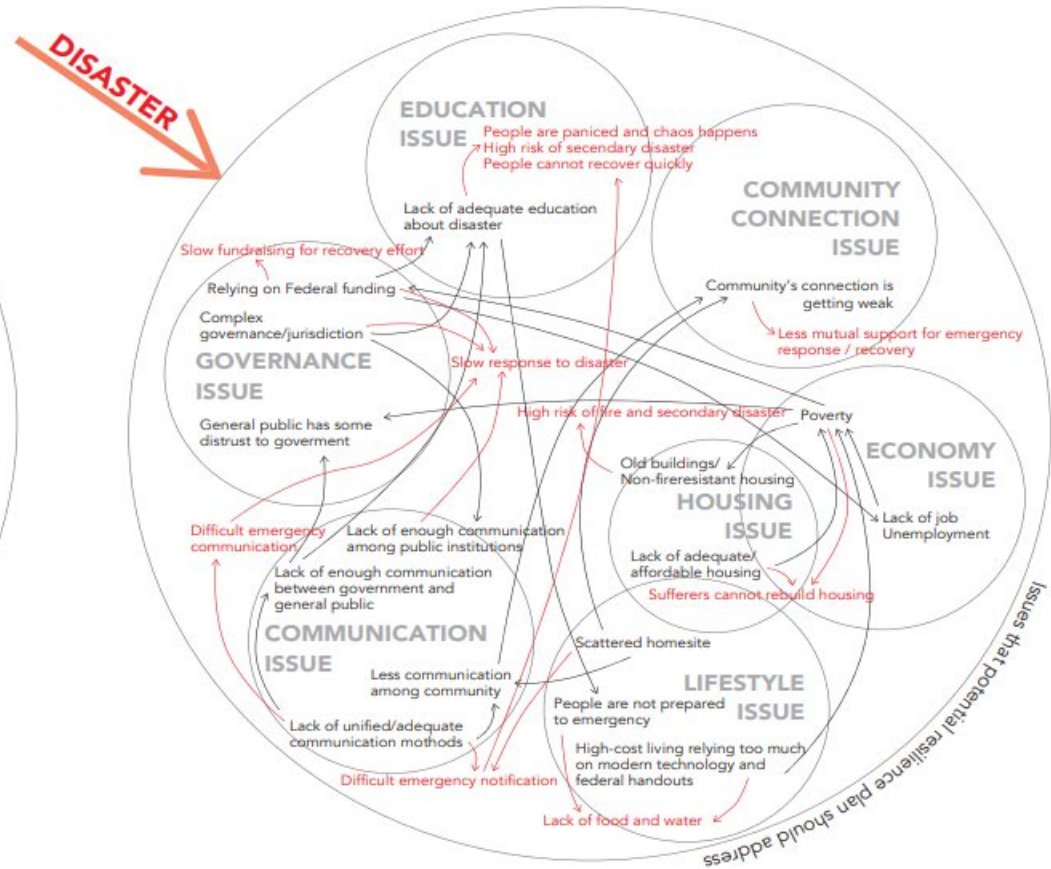 DISASTER
EDUCATION
ISSUE
People are paniced and chaos happens
High risk of secendary disaster
People cannot recover quickly
Lack of adequate education
about disaster
COMMUNITY
CONNECTION
ISSUE
Community's connection is
getting weak
Less mutual support for emergency
response / recovery
Slow fundraising for recovery effort
Relying on Federal funding
Complex
governance/jurisdiction
GOVERNANCE
ISSUE
General public has some
distrust to goverment
Slow response to disaster
High risk of fire and secondary disaster
Poverty
ECONOMY
ISSUE
Lack of job
Unemployment
Old buildings/
Non-fireresistant housing
HOUSING
ISSUE
Lack of adequate/
affordable housing
Sufferers cannot rebuild housing
Difficult emergency
communication
Lack of enough communication
among public institutions
Lack of enough communication
between government and
general public
COMMUNICATION
ISSUE
Less communication
among community
Lack of unified/adequate
communication mothods
Difficult emergency notification
Scattered homesite
LIFESTYLE
ISSUE
People are not prepared
to emergency
High-cost living relying too much
on modern technology and
federal handouts
Lack of food and water
Issues that potential resilience plan should address